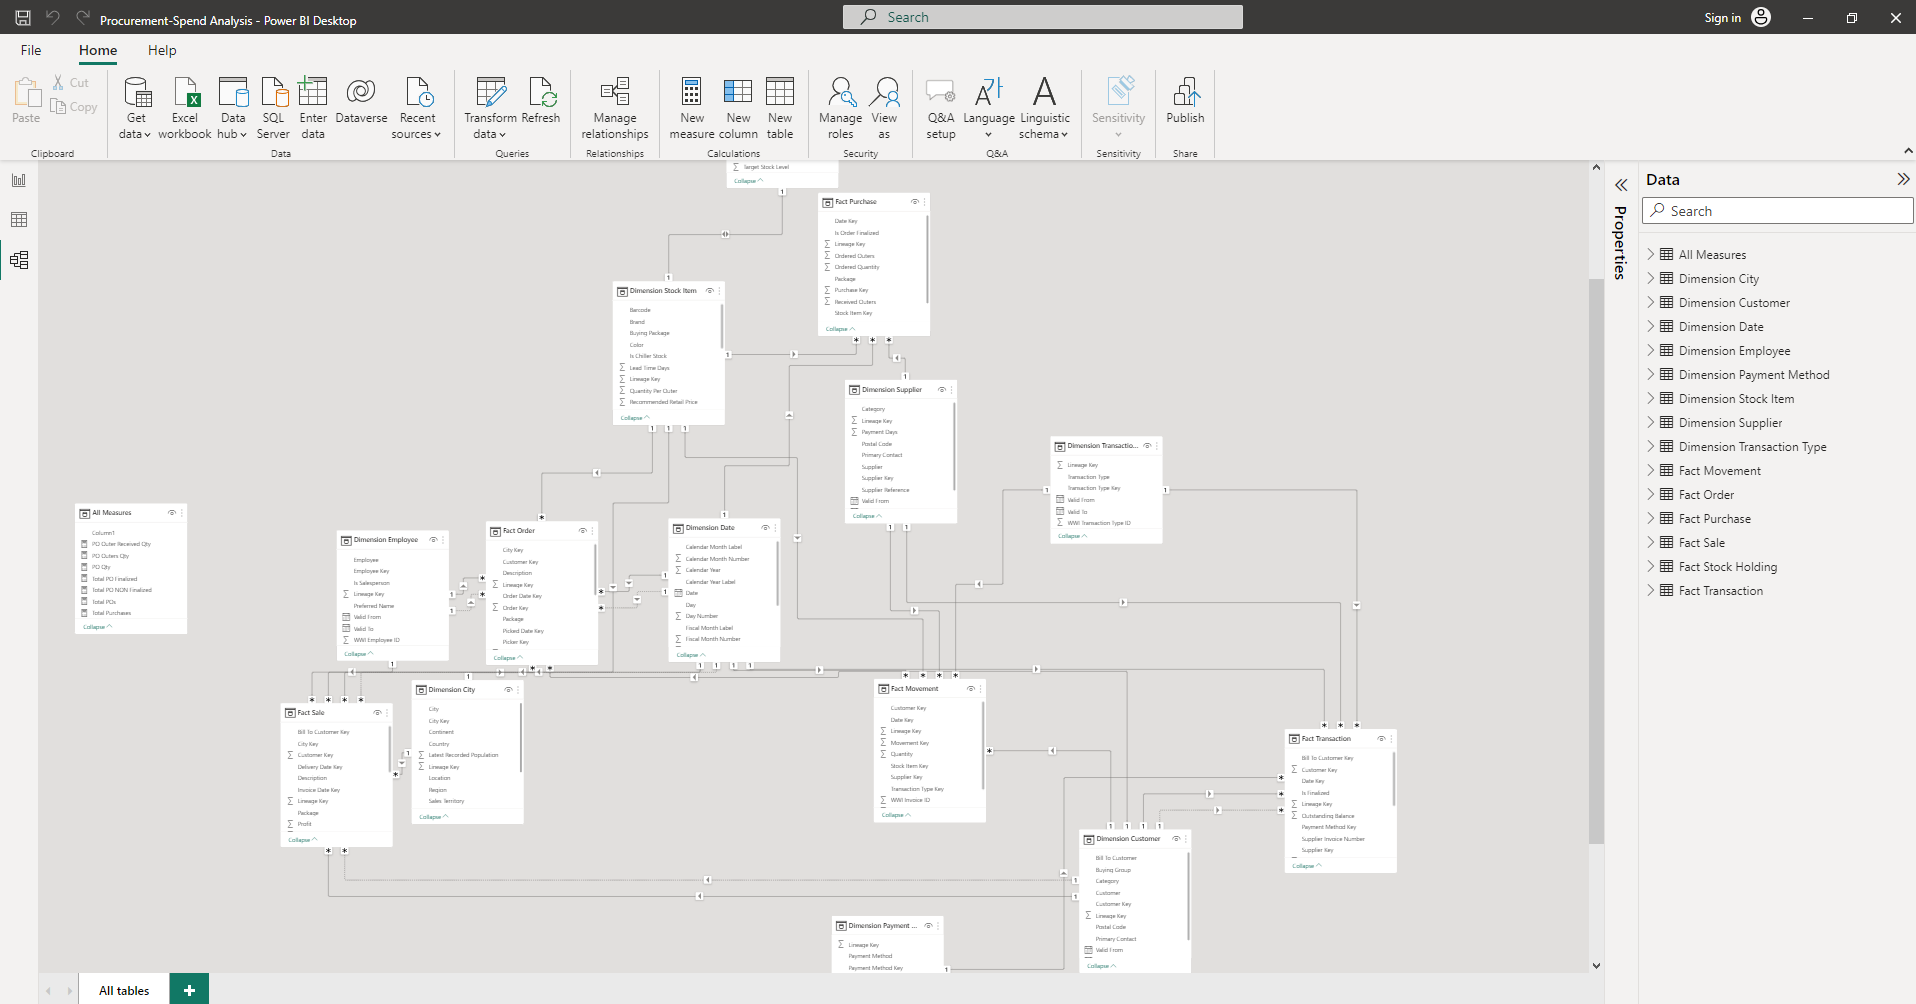 Procurement-Spend Analysis - Power BI Desktop
Search
Sign in
File
Home
Help
Paste
Cut
Copy
Clipboard
Get data
Excel workbook
Data hub
SQL Server
Enter data
Dataverse
Recent sources
Data
Transform data
Refresh
Queries
Manage relationships
Relationships
New measure
New column
New table
Calculations
Manage roles
View as
Security
Q&A setup
Language
Linguistic schema
Q&A
Sensitivity
Sensitivity
Publish
Share
Target Stock Level
Collapse
Fact Purchase
Date Key
Is Order Finalized
Lineage Key
Ordered Outers
Ordered Quantity
Package
Purchase Key
Received Outers
Stock Item Key
Collapse
Dimension Stock Item
Barcode
Brand
Buying Package
Color
Is Chiller Stock
Lead Time Days
Lineage Key
Quantity Per Outer
Recommended Retail Price
Collapse
Dimension Supplier
Category
Lineage Key
Payment Days
Postal Code
Primary Contact
Supplier
Supplier Key
Supplier Reference
Valid From
Collapse
Dimension Transactio...
Lineage Key
Transaction Type
Transaction Type Key
Valid From
Valid To
WWI Transaction Type ID
Collapse
All Measures
Column1
PO Outer Received Qty
PO Outers Qty
PO Qty
Total PO Finalized
Total PO NON Finalized
Total POs
Total Purchases
Collapse
Dimension Employee
Employee
Employee Key
Is Salesperson
Lineage Key
Preferred Name
Valid From
Valid To
WWI Employee ID
Collapse
Fact Order
City Key
Customer Key
Description
Lineage Key
Order Date Key
Order Key
Package
Picked Date Key
Picker Key
Collapse
Dimension Date
Calendar Month Label
Calendar Month Number
Calendar Year
Calendar Year Label
Date
Day
Day Number
Fiscal Month Label
Fiscal Month Number
Collapse
Fact Sale
Bill To Customer Key
City Key
Customer Key
Delivery Date Key
Description
Invoice Date Key
Lineage Key
Package
Profit
Collapse
Dimension City
City
City Key
Continent
Country
Latest Recorded Population
Lineage Key
Location
Region
Sales Territory
Collapse
Fact Movement
Customer Key
Date Key
Lineage Key
Movement Key
Quantity
Stock Item Key
Supplier Key
Transaction Type Key
WWI Invoice ID
Collapse
Fact Transaction
Bill To Customer Key
Customer Key
Date Key
Is Finalized
Lineage Key
Outstanding Balance
Payment Method Key
Supplier Invoice Number
Supplier Key
Collapse
Dimension Customer
Bill To Customer
Buying Group
Category
Customer
Customer Key
Lineage Key
Postal Code
Primary Contact
Valid From
Collapse
Dimension Payment ...
Lineage Key
Payment Method
Payment Method Key
Properties
Data
Search
All Measures
Dimension City
Dimension Customer
Dimension Date
Dimension Employee
Dimension Payment Method
Dimension Stock Item
Dimension Supplier
Dimension Transaction Type
Fact Movement
Fact Order
Fact Purchase
Fact Sale
Fact Stock Holding
Fact Transaction
All tables